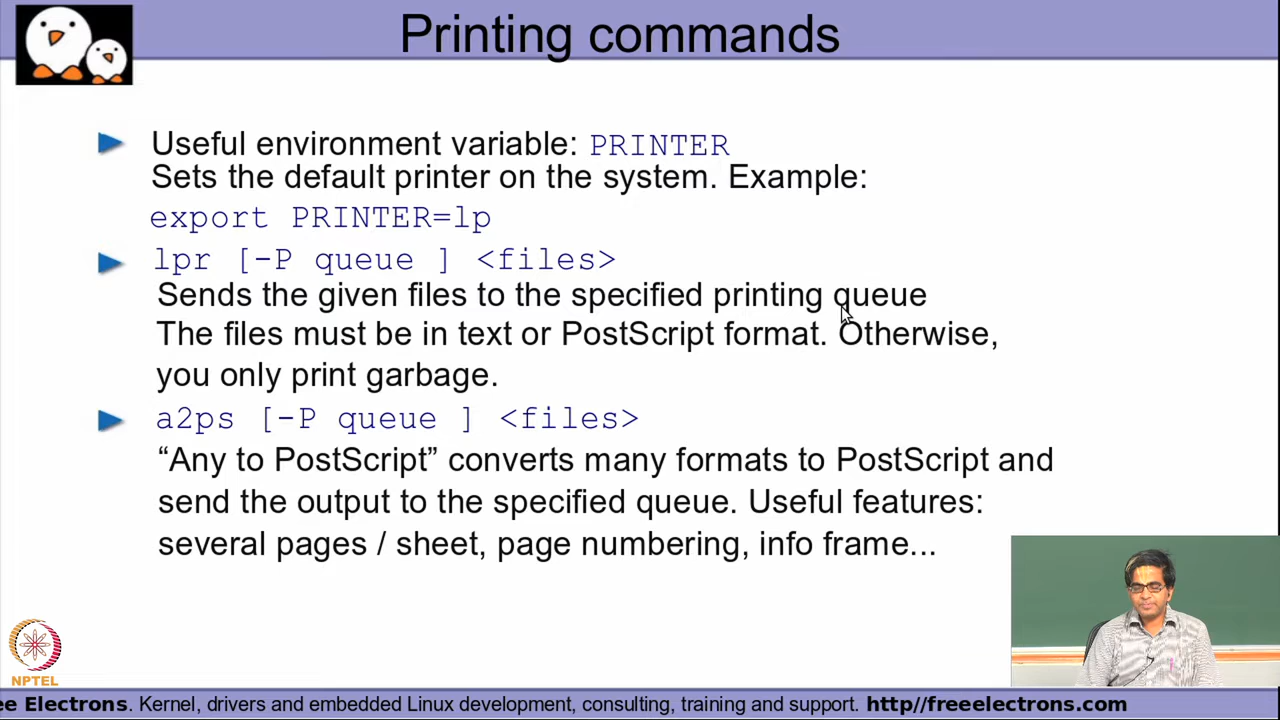 Printing commands
Useful environment variable: PRINTER
Sets the default printer on the system. Example:
export PRINTER=lp
lpr [-P queue ] <files>
Sends the given files to the specified printing queue
The files must be in text or PostScript format. Otherwise,
you only print garbage.
a2ps [-P queue ] <files>
“Any to PostScript” converts many formats to PostScript and
send the output to the specified queue. Useful features:
several pages / sheet, page numbering, info frame...
NPTEL
ee Electrons. Kernel, drivers and embedded Linux development, consulting, training and support. http//freeelectrons.com